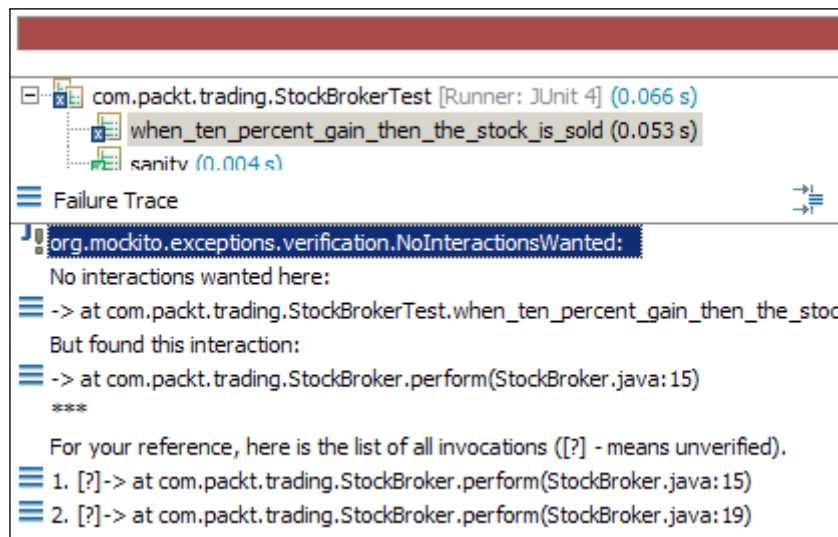 com.packt.trading.StockBrokerTest [Runner: JUnit 4] (0.066 s)
when_ten_percent_gain_then_the_stock_is_sold (0.053 s)
sanity (0.004 s)
Failure Trace
org.mockito.exceptions.verification.NoInteractionsWanted:
No interactions wanted here:
-> at com.packt.trading.StockBrokerTest.when_ten_percent_gain_then_the_stoc
But found this interaction:
-> at com.packt.trading.StockBroker.perform(StockBroker.java:15)
***
For your reference, here is the list of all invocations ([?] - means unverified).
1. [?]-> at com.packt.trading.StockBroker.perform(StockBroker.java:15)
2. [?]-> at com.packt.trading.StockBroker.perform(StockBroker.java:19)